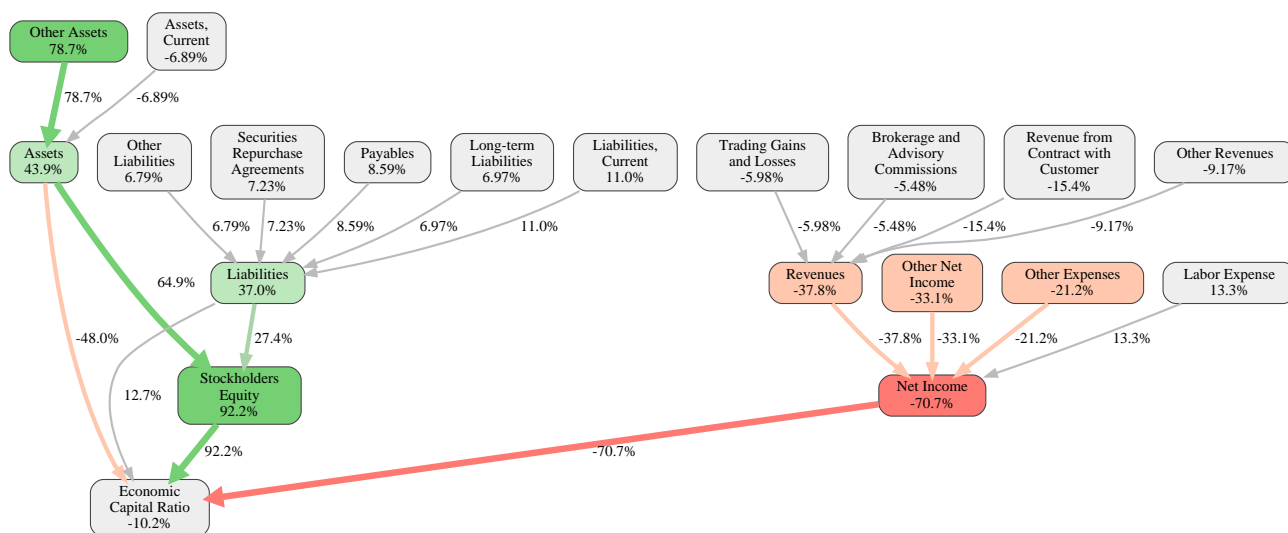 Other Assets
78.7%
Assets,
Current
-6.89%
78.7%
-6.89%
Assets
43.9%
Other
Liabilities
6.79%
Securities
Repurchase
Agreements
7.23%
Payables
8.59%
Long-term
Liabilities
6.97%
Liabilities,
Current
11.0%
Trading Gains
and Losses
-5.98%
Brokerage and
Advisory
Commissions
-5.48%
Revenue from
Contract with
Customer
-15.4%
Other Revenues
-9.17%
6.79%
7.23%
8.59%
6.97%
11.0%
-5.98%
-5.48%
-15.4%
-9.17%
64.9%
Liabilities
37.0%
Revenues
-37.8%
Other Net
Income
-33.1%
Other Expenses
-21.2%
Labor Expense
13.3%
-48.0%
27.4%
-37.8%
-33.1%
-21.2%
13.3%
12.7%
Stockholders
Equity
92.2%
Net Income
-70.7%
92.2%
-70.7%
Economic
Capital Ratio
-10.2%